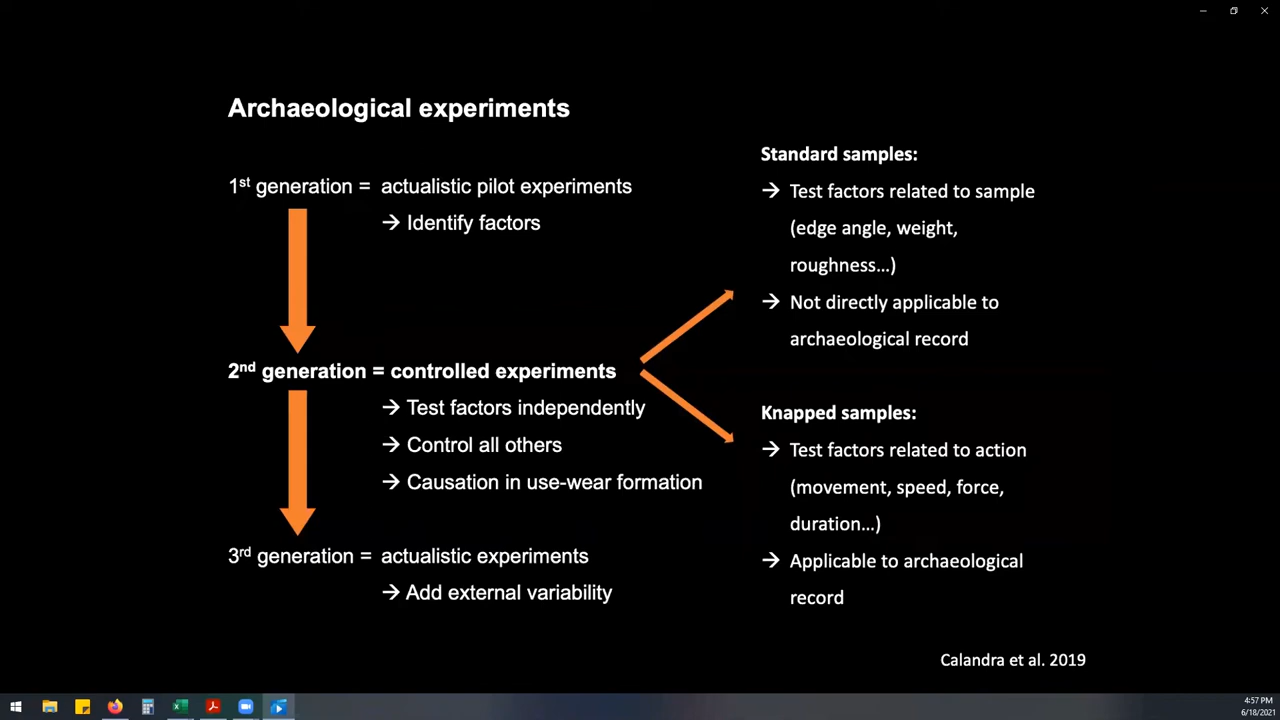 Archaeological experiments
1st generation = actualistic pilot experiments
→ Identify factors
2nd generation = controlled experiments
→ Test factors independently
→ Control all others
→ Causation in use-wear formation
3rd generation = actualistic experiments
→ Add external variability
Standard samples:
→ Test factors related to sample
(edge angle, weight,
roughness...)
→ Not directly applicable to
archaeological record
Knapped samples:
→ Test factors related to action
(movement, speed, force,
duration...)
→ Applicable to archaeological
record
Calandra et al. 2019
4:57 PM
6/18/2021